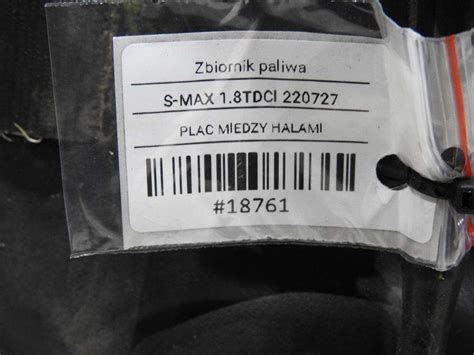 Zbiornik paliwa
S-MAX 1.8TDCI 220727
PLAC MIEDZY HALAMI
#18761